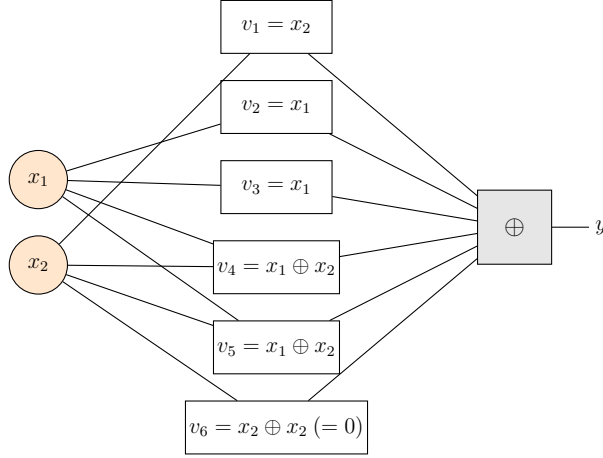 v₁ = x₂
v₂ = x₁
x₁
v₃ = x₁
⊕
y
x₂
v₄ = x₁ ⊕ x₂
v₅ = x₁ ⊕ x₂
v₆ = x₂ ⊕ x₂ (= 0)